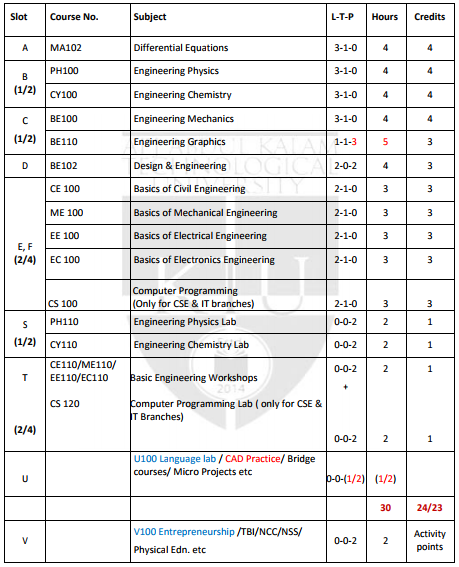 Slot Course No. Subject L-T-P Hours Credits
A MA102 Differential Equations 3-1-0 4 4
B
(1/2)
PH100 Engineering Physics 3-1-0 4 4
CY100 Engineering Chemistry 3-1-0 4 4
C
(1/2)
BE100 Engineering Mechanics 3-1-0 4 4
BE110 Engineering Graphics 1-1-3 5 3
D BE102 Design & Engineering 2-0-2 4 3
E, F
(2/4)
CE 100 Basics of Civil Engineering 2-1-0 3 3
ME 100 Basics of Mechanical Engineering 2-1-0 3 3
EE 100 Basics of Electrical Engineering 2-1-0 3 3
EC 100 Basics of Electronics Engineering 2-1-0 3 3
Computer Programming
CS 100 (Only for CSE & IT branches) 2-1-0 3 3
S
(1/2)
PH110 Engineering Physics Lab 0-0-2 2 1
CY110 Engineering Chemistry Lab 0-0-2 2 1
T
(2/4)
CE110/ME110/
EE110/EC110 Basic Engineering Workshops 0-0-2 2 1
+
CS 120 Computer Programming Lab ( only for CSE &
IT Branches)
0-0-2 2 1
U100 Language lab / CAD Practice/ Bridge
U courses/ Micro Projects etc 0-0-(1/2) (1/2)
30 24/23
V V100 Entrepreneurship /TBI/NCC/NSS/
Physical Edn. etc 0-0-2 2 Activity
points
KALAM
UNIVERSITY
2014